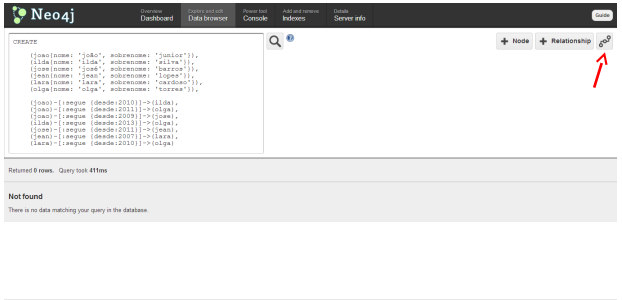 Neo4j
Overview
Dashboard
Explore and edit
Data browser
Power tool
Console
Add and remove
Indexes
Details
Server info
Guide
CREATE
(joao{nome: 'joão', sobrenome: 'junior'}),
(ilda{nome: 'ilda', sobrenome: 'silva'}),
(jose{nome: 'josé', sobrenome: 'barros'}),
(jean{nome: 'jean', sobrenome: 'lopes'}),
(lara{nome: 'lara', sobrenome: 'cardoso'}),
(olga{nome: 'olga', sobrenome: 'torres'}),
(joao)-[:segue {desde:2010}]->(ilda),
(joao)-[:segue {desde:2011}]->(olga),
(joao)-[:segue {desde:2009}]->(jose),
(ilda)-[:segue {desde:2013}]->(olga),
(jose)-[:segue {desde:2011}]->(jean),
(jean)-[:segue {desde:2007}]->(lara),
(lara)-[:segue {desde:2010}]->(olga)
+ Node
+ Relationship
Returned 0 rows. Query took 411ms
Not found
There is no data matching your query in the database.